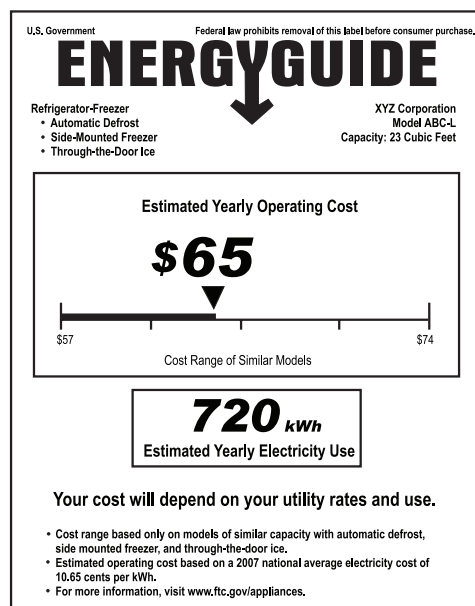 U.S. Government Federal law prohibits removal of this label before consumer purchase.
ENERGYGUIDE
Refrigerator-Freezer
• Automatic Defrost
• Side-Mounted Freezer
• Through-the-Door Ice
XYZ Corporation
Model ABC-L
Capacity: 23 Cubic Feet
Estimated Yearly Operating Cost
$65
$57 $74
Cost Range of Similar Models
720 kWh
Estimated Yearly Electricity Use
Your cost will depend on your utility rates and use.
• Cost range based only on models of similar capacity with automatic defrost,
side mounted freezer, and through-the-door ice.
• Estimated operating cost based on a 2007 national average electricity cost of
10.65 cents per kWh.
• For more information, visit www.ftc.gov/appliances.